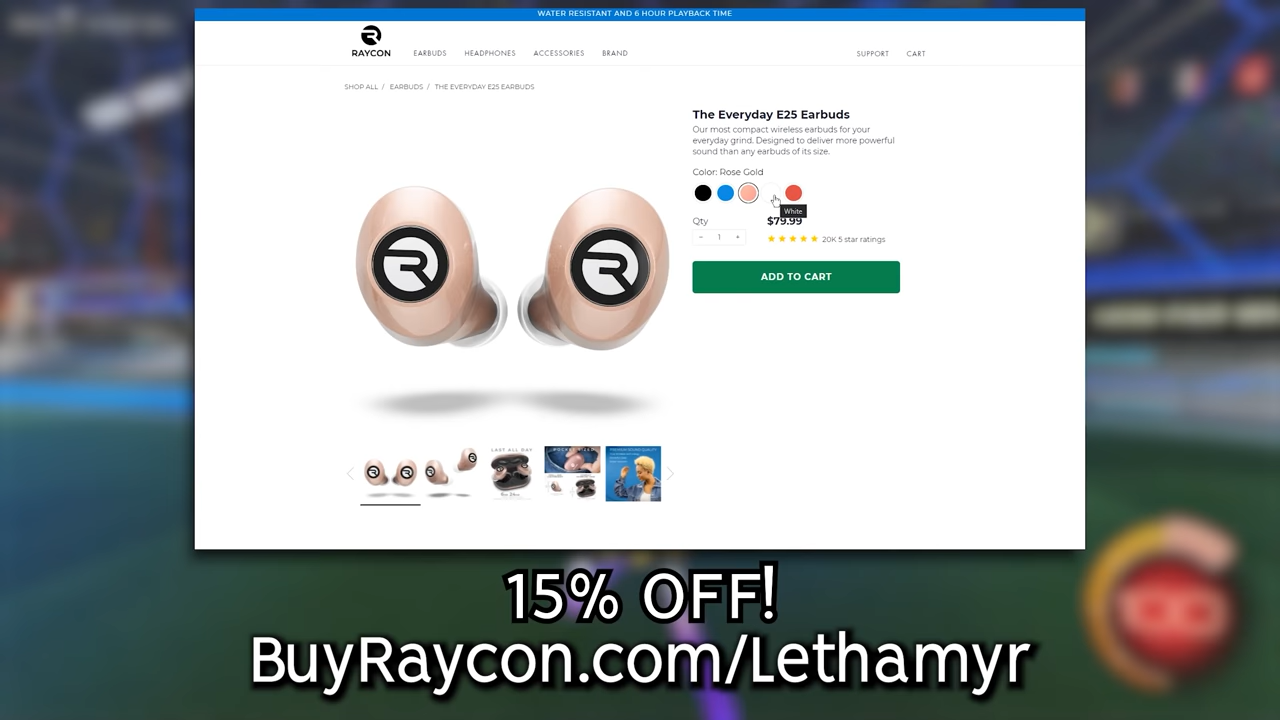 WATER RESISTANT AND 6 HOUR PLAYBACK TIME
RAYCON
EARBUDS HEADPHONES ACCESSORIES BRAND SUPPORT CART
SHOP ALL / EARBUDS / THE EVERYDAY E25 EARBUDS
The Everyday E25 Earbuds
Our most compact wireless earbuds for your
everyday grind. Designed to deliver more powerful
sound than any earbuds of its size.
Color: Rose Gold
White
Qty $79.99
− 1 +
20K 5 star ratings
ADD TO CART
LAST ALL DAY
15% OFF!
BuyRaycon.com/Lethamyr